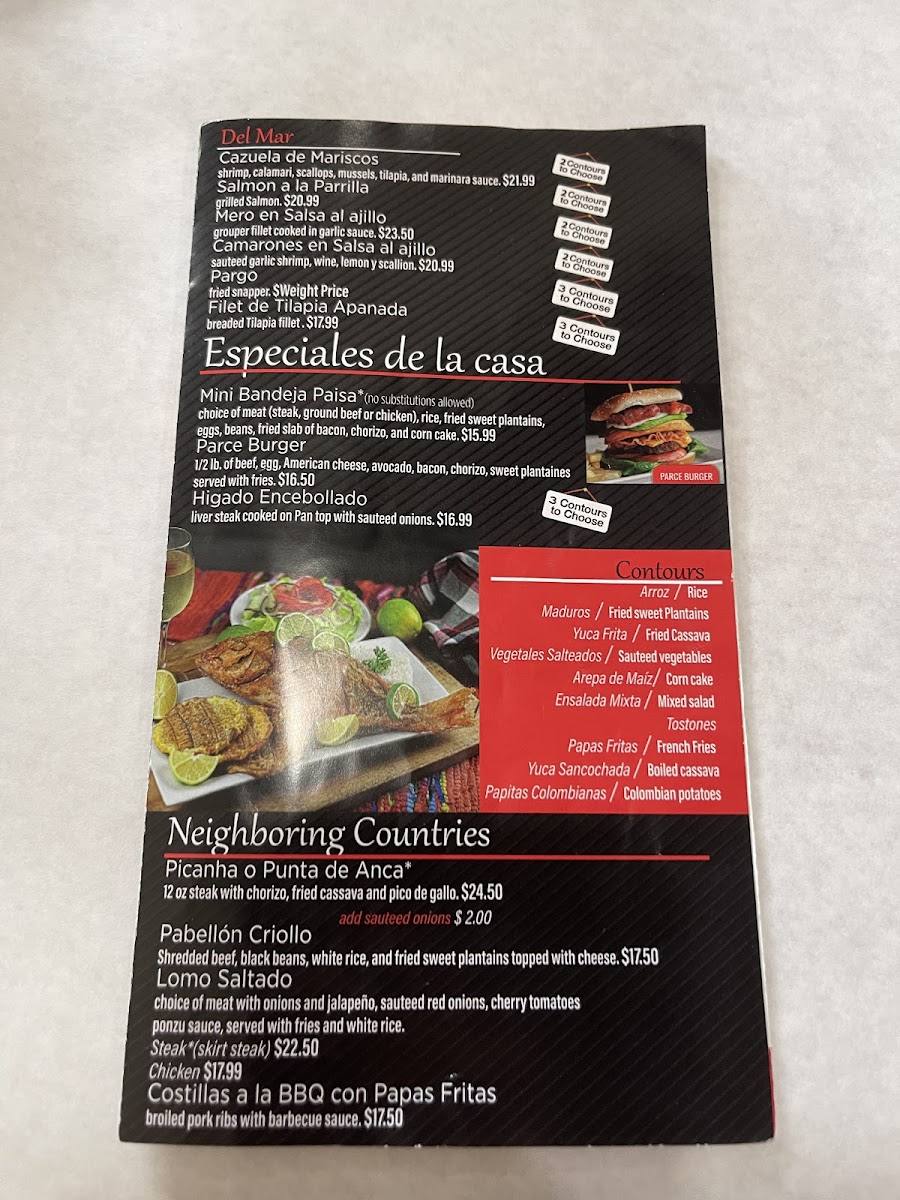 Del Mar
Cazuela de Mariscos
shrimp, calamari, scallops, mussels, tilapia, and marinara sauce. $21.99
2 Contours
to Choose
Salmon a la Parrilla
grilled Salmon. $20.99
2 Contours
to Choose
Mero en Salsa al ajillo
grouper fillet cooked in garlic sauce. $23.50
2 Contours
to Choose
Camarones en Salsa al ajillo
sauteed garlic shrimp, wine, lemon y scallion. $20.99
2 Contours
to Choose
Pargo
fried snapper. $Weight Price
3 Contours
to Choose
Filet de Tilapia Apanada
breaded Tilapia fillet . $17.99
3 Contours
to Choose
Especiales de la casa
Mini Bandeja Paisa*(no substitutions allowed)
choice of meat (steak, ground beef or chicken), rice, fried sweet plantains,
eggs, beans, fried slab of bacon, chorizo, and corn cake. $15.99
Parce Burger
1/2 lb. of beef, egg, American cheese, avocado, bacon, chorizo, sweet plantaines
served with fries. $16.50
PARCE BURGER
Higado Encebollado
liver steak cooked on Pan top with sauteed onions. $16.99
3 Contours
to Choose
Contours
Arroz / Rice
Maduros / Fried sweet Plantains
Yuca Frita / Fried Cassava
Vegetales Salteados / Sauteed vegetables
Arepa de Maíz/ Corn cake
Ensalada Mixta / Mixed salad
Tostones
Papas Fritas / French Fries
Yuca Sancochada / Boiled cassava
Papitas Colombianas / Colombian potatoes
Neighboring Countries
Picanha o Punta de Anca*
12 oz steak with chorizo, fried cassava and pico de gallo. $24.50
add sauteed onions $ 2.00
Pabellón Criollo
Shredded beef, black beans, white rice, and fried sweet plantains topped with cheese. $17.50
Lomo Saltado
choice of meat with onions and jalapeño, sauteed red onions, cherry tomatoes
ponzu sauce, served with fries and white rice.
Steak*(skirt steak) $22.50
Chicken $17.99
Costillas a la BBQ con Papas Fritas
broiled pork ribs with barbecue sauce. $17.50